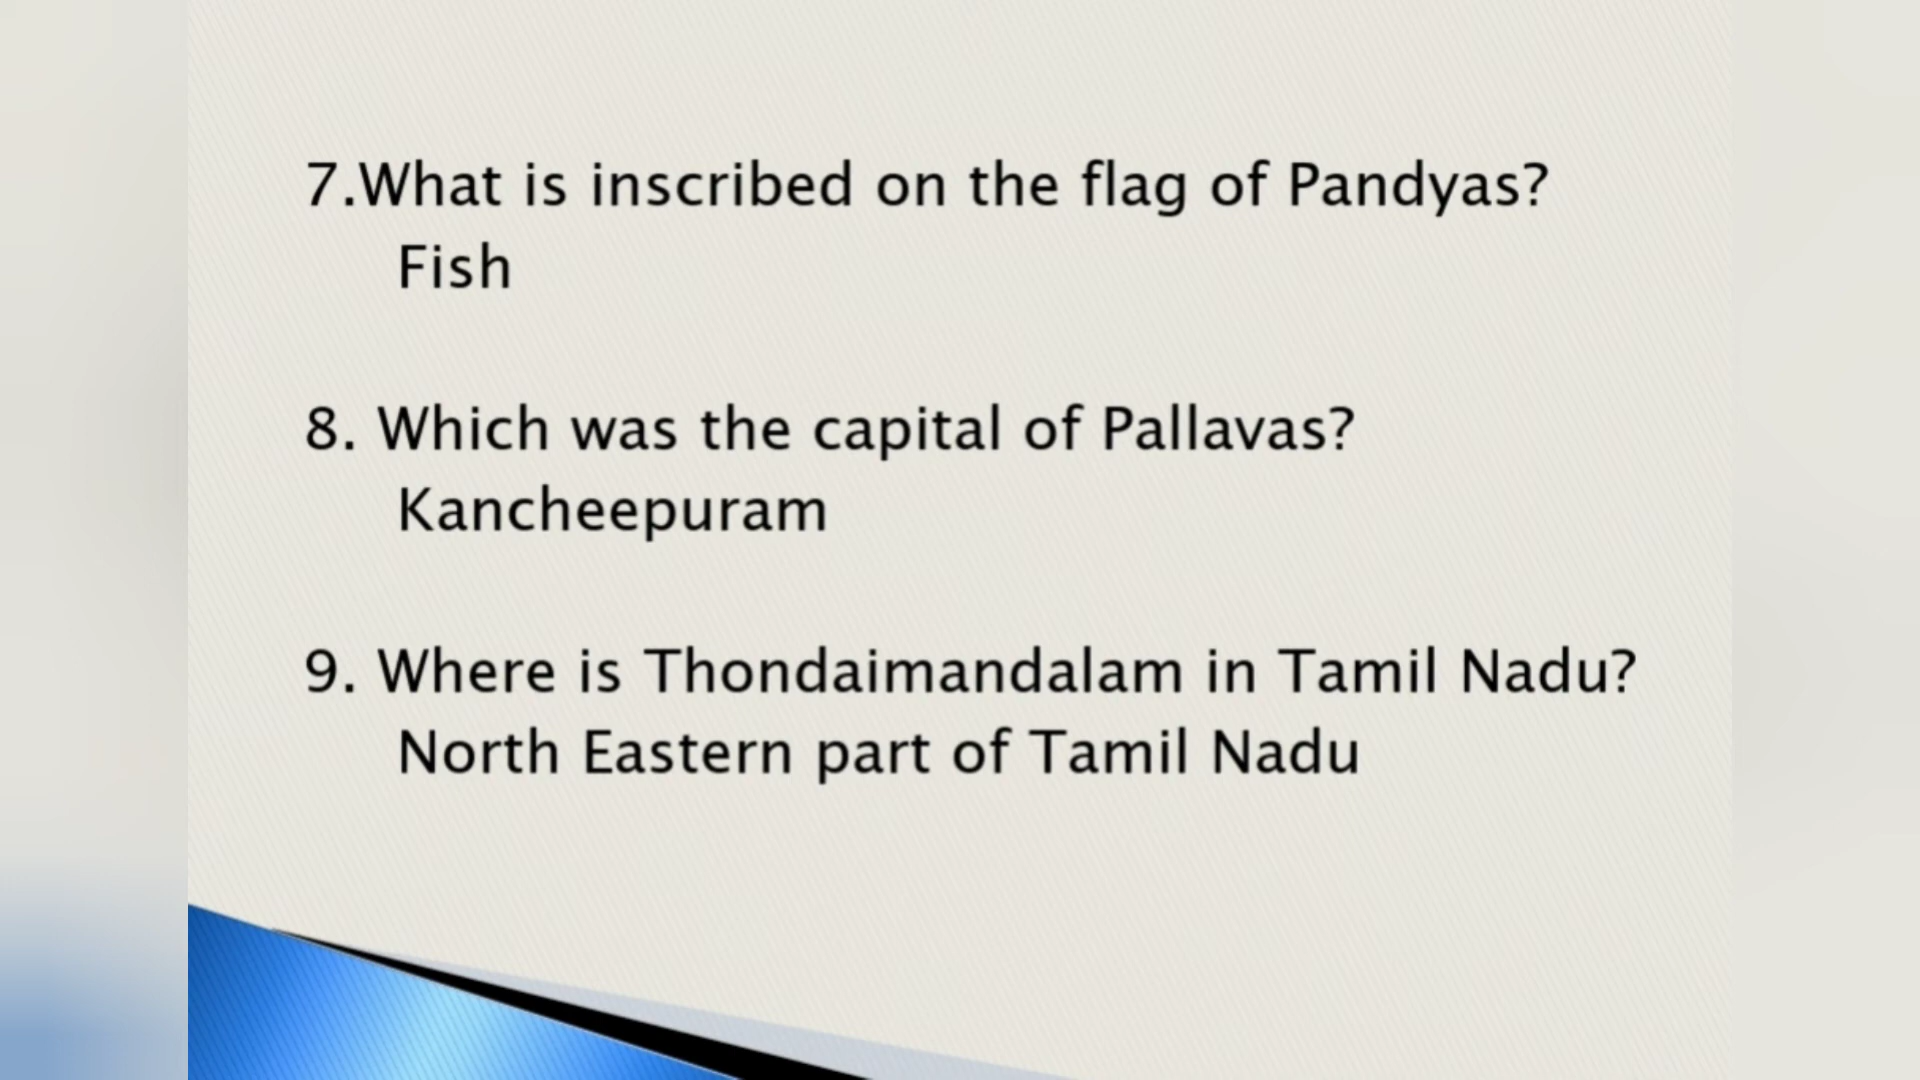 7.What is inscribed on the flag of Pandyas?
Fish
8. Which was the capital of Pallavas?
Kancheepuram
9. Where is Thondaimandalam in Tamil Nadu?
North Eastern part of Tamil Nadu